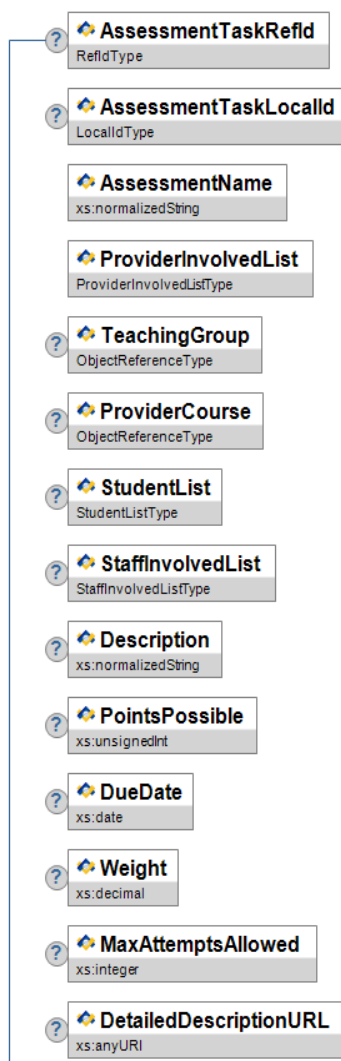 ?
AssessmentTaskRefId
RefIdType
?
AssessmentTaskLocalId
LocalIdType
AssessmentName
xs:normalizedString
ProviderInvolvedList
ProviderInvolvedListType
?
TeachingGroup
ObjectReferenceType
?
ProviderCourse
ObjectReferenceType
?
StudentList
StudentListType
?
StaffInvolvedList
StaffInvolvedListType
?
Description
xs:normalizedString
?
PointsPossible
xs:unsignedInt
?
DueDate
xs:date
?
Weight
xs:decimal
?
MaxAttemptsAllowed
xs:integer
?
DetailedDescriptionURL
xs:anyURI